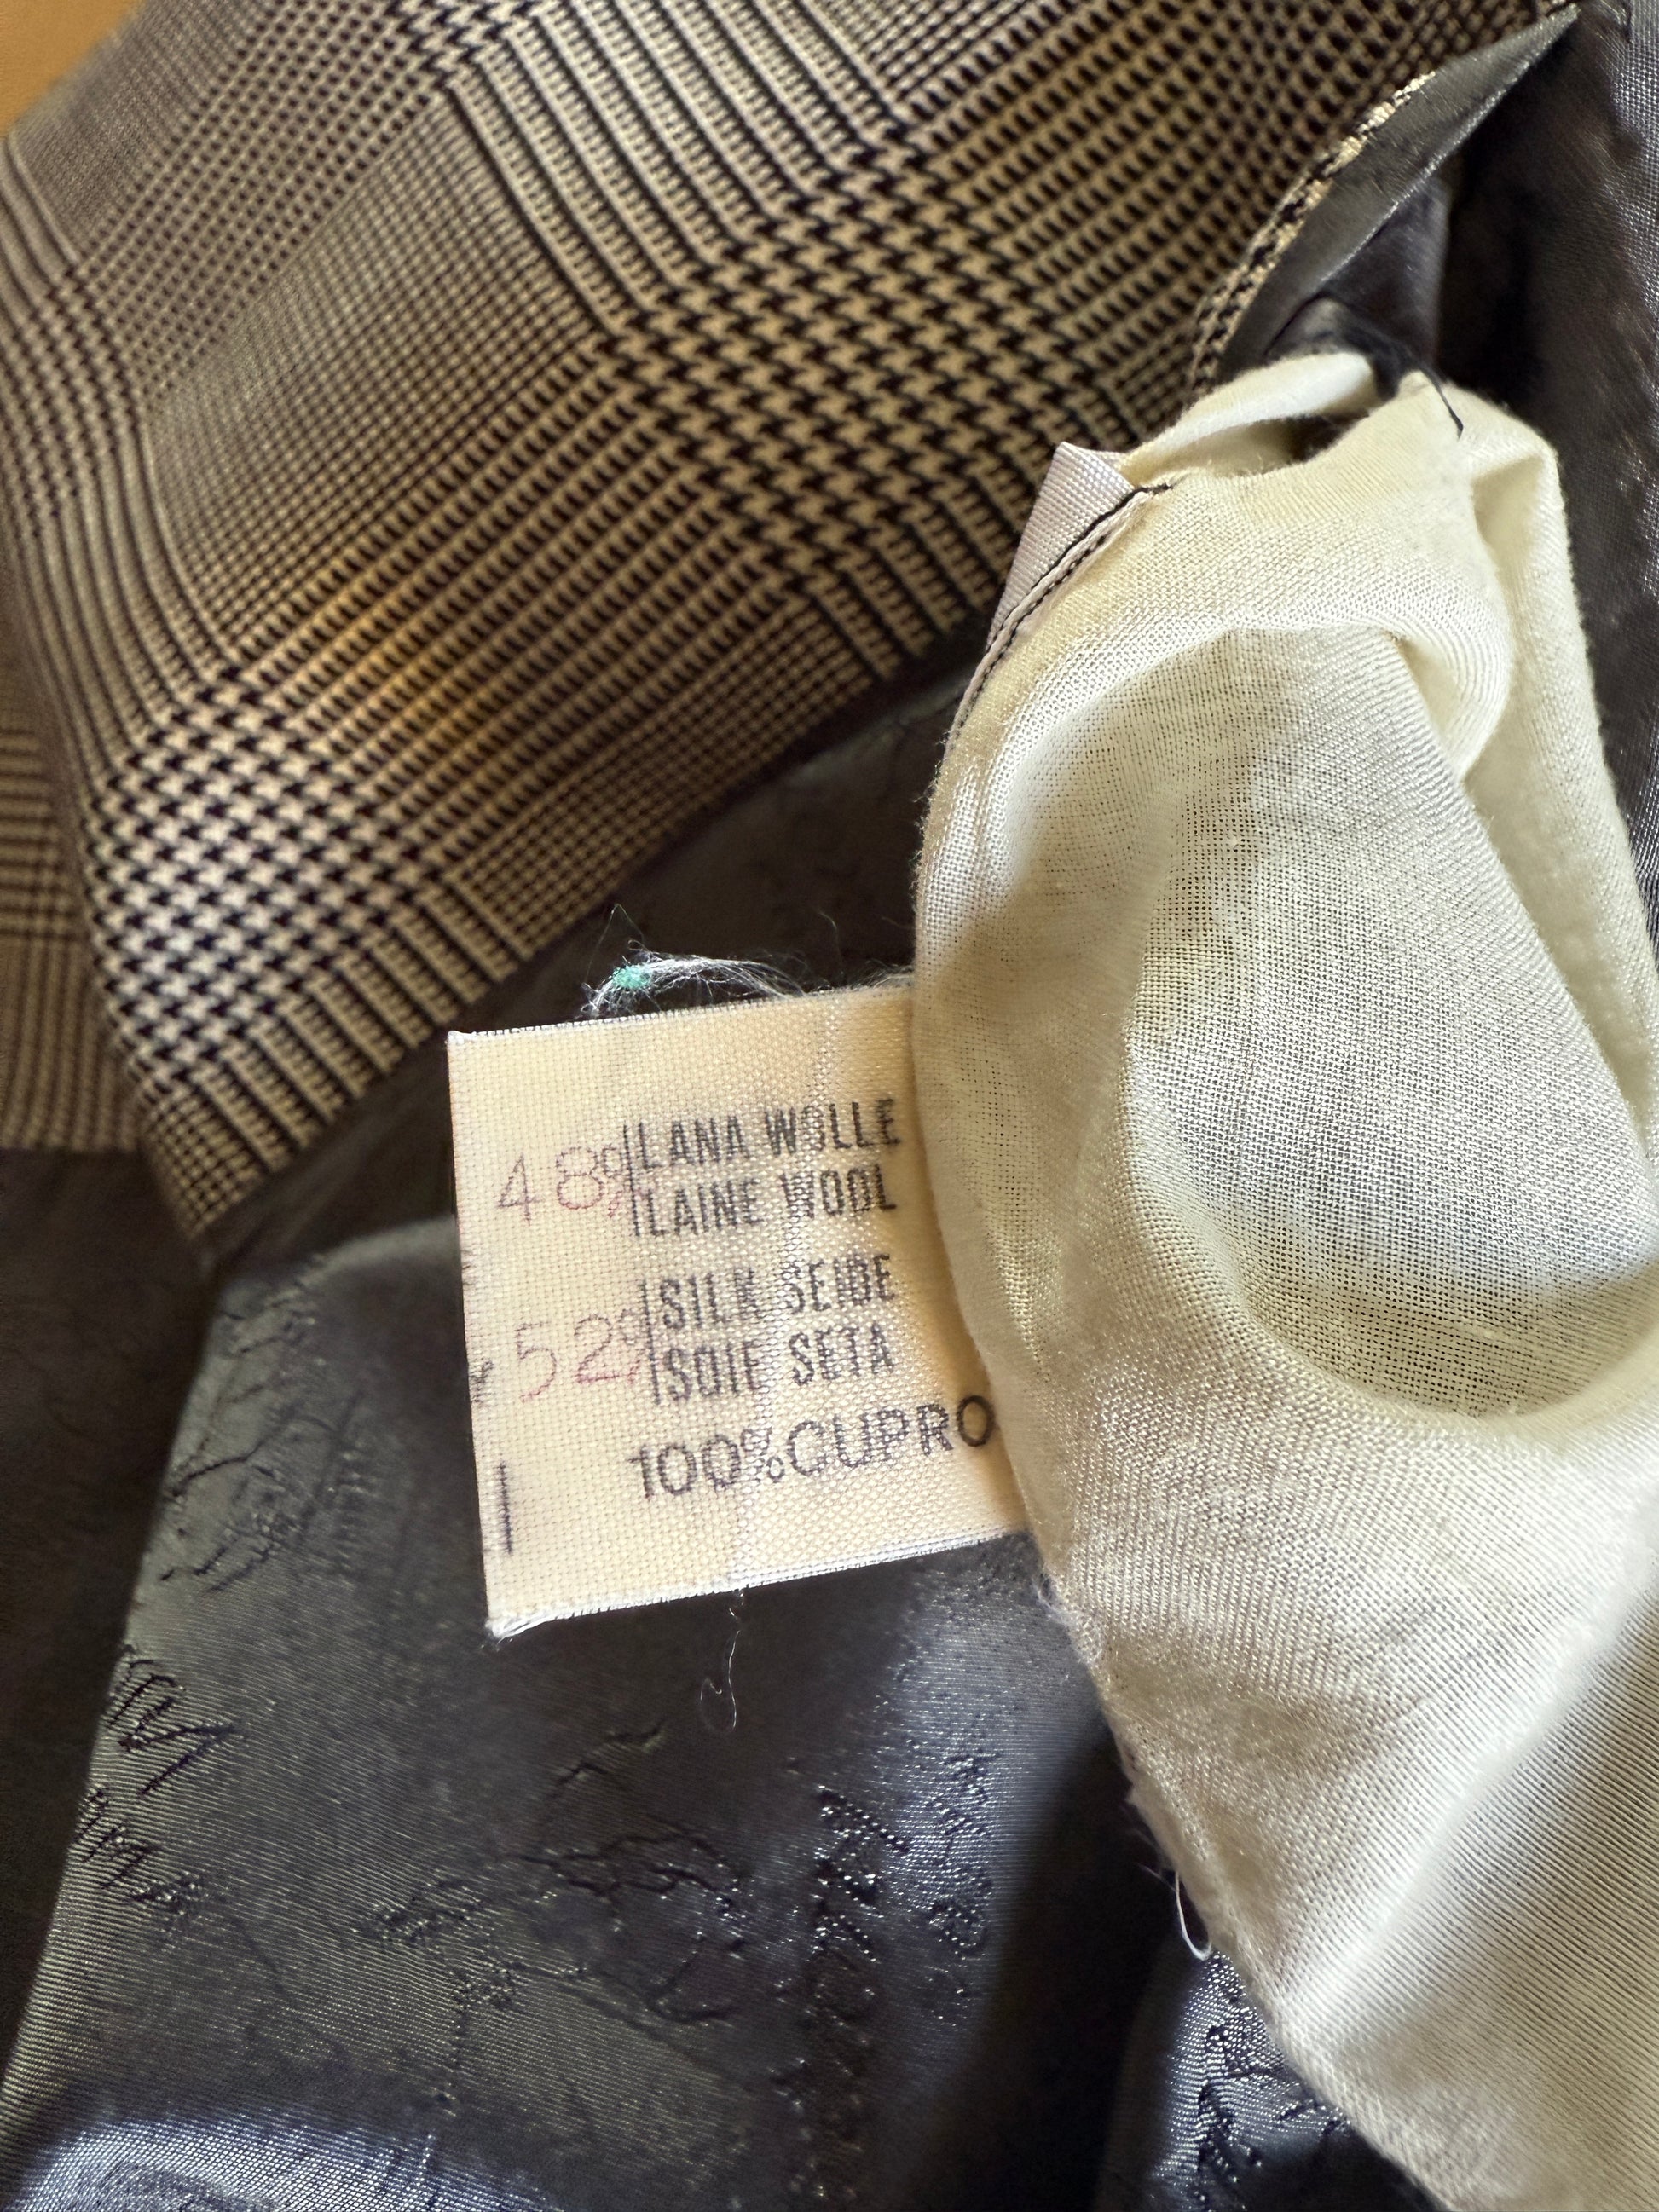 48% LANA WOLLE
LAINE WOOL
52% SILK SEIDE
SOIE SETA
100% CUPRO